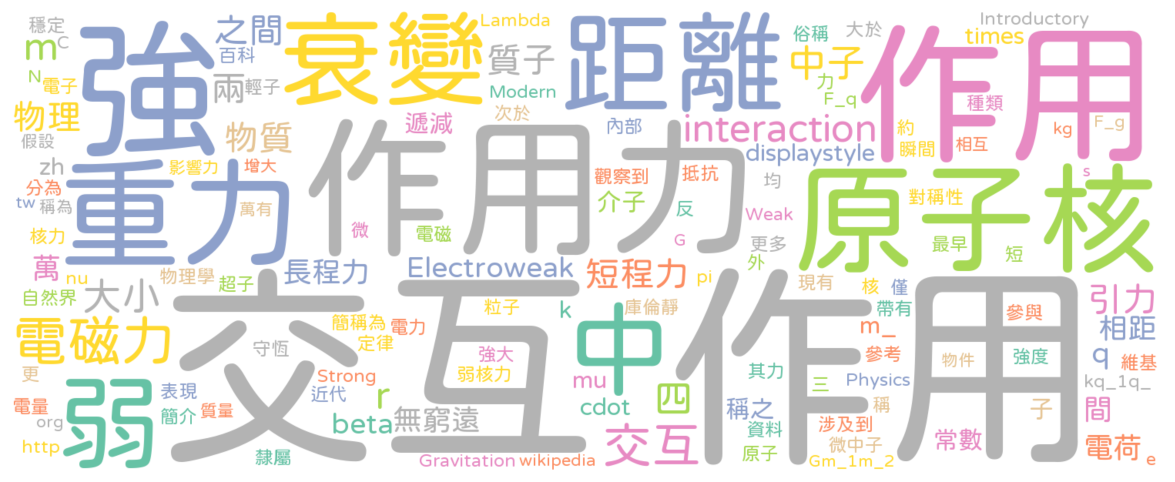 穩定
C
m
N
電子
物理
假設
強
衰變
之間
百科
兩
輕子
質子
Lambda
Modern
次於
距離
俗稱
大於
中子
力
F_q
Introductory
times
作用
種類
kg
F_g
s
物質
遞減
內部
interaction
displaystyle
約
瞬間
相互
zh
分為
tw
稱為
核力
重力
影響力
增大
萬有
微
作用力
電磁
觀察到
抵抗
介子
反
G
均
Weak
更多
外
原子核
對稱性
最早
短
萬
nu
物理學
超子
自然界
大小
長程力
Electroweak
粒子
k
短程力
庫倫靜
pi
現有
核
僅
帶有
引力
相距
電磁力
更
守恆
簡稱為
定律
電力
交互作用
強大
弱核力
中
m_
參考
參與
物件
強度
q
維基
kq_1q_
電量
org
http
弱
表現
簡介
質量
隸屬
Strong
近代
r
beta
無窮遠
mu
cdot
四
稱之
資料
原子
其力
三
Physics
稱
涉及到
微中子
Gm_1m_2
常數
子
間
電荷
e
Gravitation
wikipedia
交互